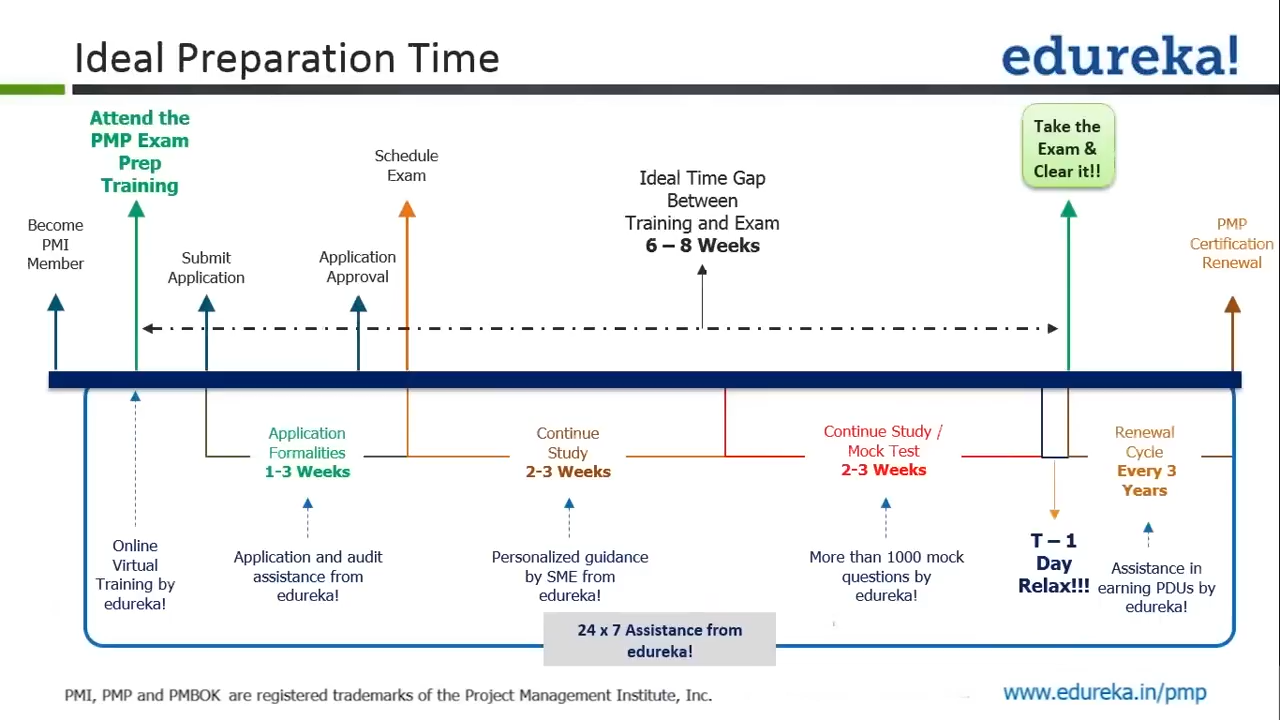 Ideal Preparation Time
edureka!
Attend the
PMP Exam
Prep
Training
Become
PMI
Member
Submit
Application
Application
Approval
Schedule
Exam
Ideal Time Gap
Between
Training and Exam
6 – 8 Weeks
Take the
Exam &
Clear it!!
PMP
Certification
Renewal
Application
Formalities
1-3 Weeks
Continue
Study
2-3 Weeks
Continue Study /
Mock Test
2-3 Weeks
Renewal
Cycle
Every 3
Years
Online
Virtual
Training by
edureka!
Application and audit
assistance from
edureka!
Personalized guidance
by SME from
edureka!
More than 1000 mock
questions by
edureka!
T – 1
Day
Relax!!!
Assistance in
earning PDUs by
edureka!
24 x 7 Assistance from
edureka!
PMI, PMP and PMBOK are registered trademarks of the Project Management Institute, Inc.
www.edureka.in/pmp